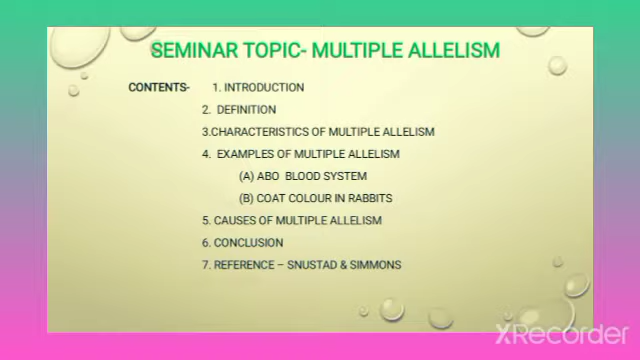 SEMINAR TOPIC- MULTIPLE ALLELISM
CONTENTS- 1. INTRODUCTION
2. DEFINITION
3.CHARACTERISTICS OF MULTIPLE ALLELISM
4. EXAMPLES OF MULTIPLE ALLELISM
(A) ABO BLOOD SYSTEM
(B) COAT COLOUR IN RABBITS
5. CAUSES OF MULTIPLE ALLELISM
6. CONCLUSION
7. REFERENCE – SNUSTAD & SIMMONS
XRecorder